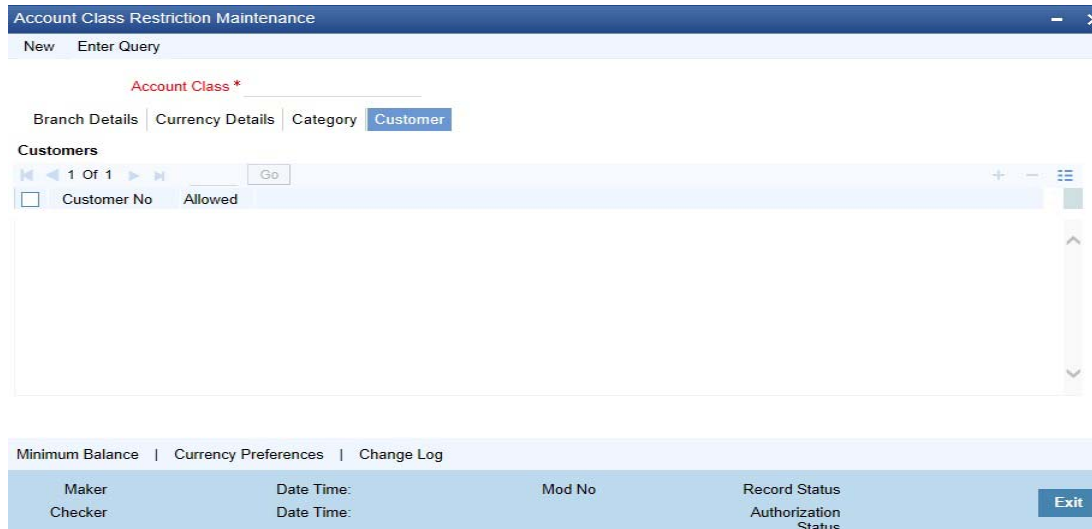 Account Class Restriction Maintenance
New Enter Query
Account Class *
Branch Details Currency Details Category Customer
Customers
1 Of 1 Go
Customer No Allowed
Minimum Balance | Currency Preferences | Change Log
Maker Date Time: Mod No Record Status
Checker Date Time: Authorization Status
Exit